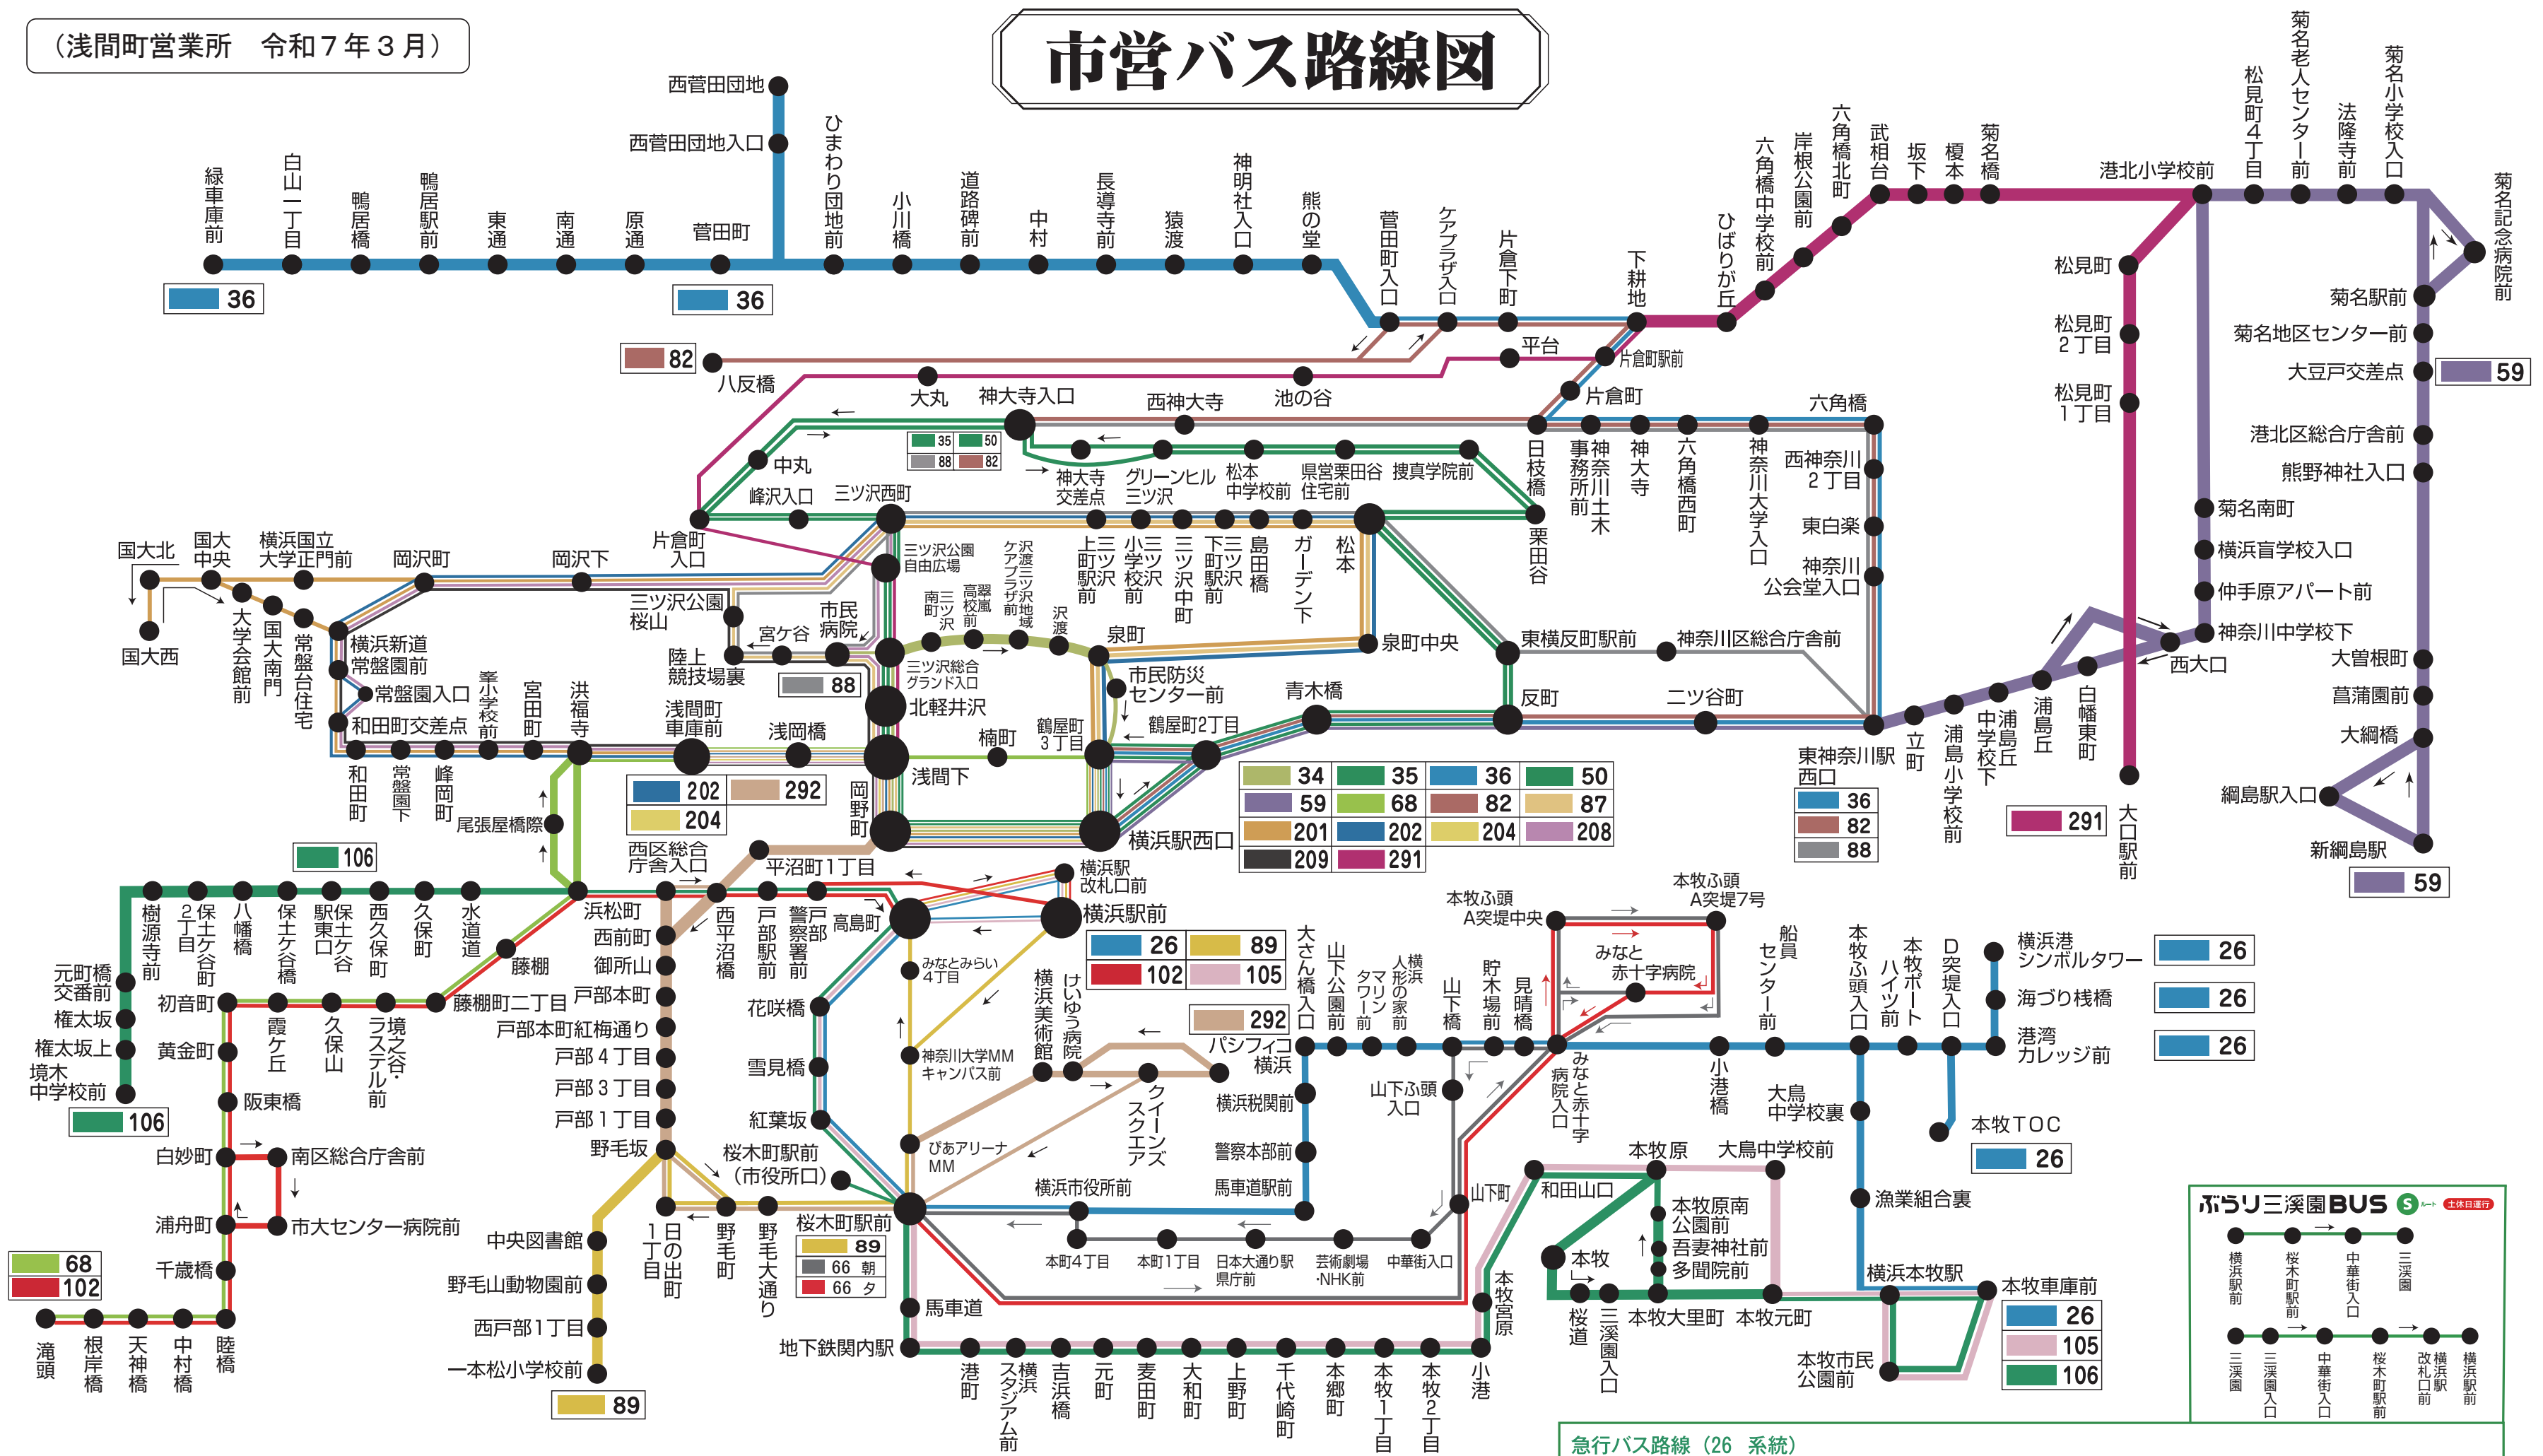 （浅間町営業所　令和７年３月）
市営バス路線図
西菅田団地
西菅田団地入口
緑車庫前
白山一丁目
鴨居橋
鴨居駅前
東通
南通
原通
菅田町
ひまわり団地前
小川橋
道路碑前
中村
長導寺前
猿渡
神明社入口
熊の堂
菅田町入口
ケアプラザ入口
片倉下町
下耕地
ひばりが丘
六角橋中学校前
岸根公園前
六角橋北町
武相台
坂下
榎本
菊名橋
港北小学校前
松見町４丁目
菊名老人センター前
法隆寺前
菊名小学校入口
菊名記念病院前
36
36
松見町
松見町
２丁目
松見町
１丁目
菊名駅前
菊名地区センター前
大豆戸交差点
59
港北区総合庁舎前
熊野神社入口
菊名南町
横浜盲学校入口
仲手原アパート前
神奈川中学校下
西大口
大曽根町
菖蒲園前
大綱橋
綱島駅入口
新綱島駅
59
82
八反橋
大丸
池の谷
平台
片倉町駅前
片倉町
神大寺入口
西神大寺
六角橋
35 50
88 82
中丸
峰沢入口
三ツ沢西町
神大寺
交差点
グリーンヒル
三ツ沢
松本
中学校前
県営栗田谷
住宅前
捜真学院前
日枝橋
神奈川土木
事務所前
神大寺
六角橋西町
神奈川大学入口
西神奈川
２丁目
東白楽
神奈川
公会堂入口
栗田谷
片倉町
入口
三ツ沢公園
自由広場
三ツ沢
上町駅前
三ツ沢
小学校前
三ツ沢中町
三ツ沢
下町駅前
島田橋
ガーデン下
松本
国大北
国大
中央
横浜国立
大学正門前
岡沢町
岡沢下
国大西
大学会館前
国大南門
常盤台住宅
横浜新道
常盤園前
常盤園入口
和田町交差点
三ツ沢公園
桜山
宮ケ谷
市民
病院
陸上
競技場裏
88
三ツ沢
南町
翠嵐
高校前
沢渡三ツ沢地域
ケアプラザ前
沢渡
泉町
泉町中央
三ツ沢総合
グランド入口
北軽井沢
市民防災
センター前
東横反町駅前
神奈川区総合庁舎前
和田町
常盤園下
峰岡町
峯小学校前
宮田町
洪福寺
浅間町
車庫前
浅岡橋
浅間下
楠町
鶴屋町
３丁目
鶴屋町2丁目
青木橋
反町
二ツ谷町
東神奈川駅
西口
立町
浦島小学校前
浦島丘
中学校下
浦島丘
白幡東町
大口駅前
291
36
82
88
202 292
204
岡野町
横浜駅西口
34 35 36 50
59 68 82 87
201 202 204 208
209 291
尾張屋橋際
106
樹源寺前
保土ケ谷町
２丁目
八幡橋
保土ケ谷橋
保土ケ谷
駅東口
西久保町
久保町
水道道
浜松町
西区総合
庁舎入口
平沼町１丁目
西平沼橋
戸部駅前
戸部
警察署前
高島町
横浜駅
改札口前
横浜駅前
26 89
102 105
292
元町橋
交番前
権太坂
権太坂上
境木
中学校前
106
藤棚
藤棚町二丁目
初音町
霞ケ丘
久保山
境之谷・
ラステル前
黄金町
阪東橋
白妙町
南区総合庁舎前
浦舟町
市大センター病院前
千歳橋
68
102
滝頭
根岸橋
天神橋
中村橋
睦橋
西前町
御所山
戸部本町
戸部本町紅梅通り
戸部４丁目
戸部３丁目
戸部１丁目
野毛坂
中央図書館
野毛山動物園前
西戸部１丁目
一本松小学校前
89
日の出町
１丁目
野毛町
野毛大通り
花咲橋
雪見橋
紅葉坂
桜木町駅前
（市役所口）
桜木町駅前
89
66 朝
66 夕
みなとみらい
４丁目
神奈川大学MM
キャンパス前
ぴあアリーナ
MM
横浜美術館
けいゆう病院
クイーンズ
スクエア
パシフィコ
横浜
横浜税関前
警察本部前
馬車道駅前
横浜市役所前
本町４丁目
本町１丁目
日本大通り駅
県庁前
芸術劇場
・NHK前
中華街入口
山下町
大さん橋入口
山下公園前
マリン
タワー前
横浜
人形の家前
山下橋
貯木場前
見晴橋
山下ふ頭
入口
本牧ふ頭
A突堤中央
本牧ふ頭
A突堤7号
みなと
赤十字病院
みなと赤十字
病院入口
小港橋
船員
センター前
本牧ふ頭入口
本牧ポート
ハイツ前
Ｄ突堤入口
横浜港
シンボルタワー
26
海づり桟橋
26
港湾
カレッジ前
26
本牧ＴＯＣ
26
大鳥
中学校裏
漁業組合裏
横浜本牧駅
本牧車庫前
26
105
106
本牧市民
公園前
馬車道
地下鉄関内駅
港町
横浜
スタジアム前
吉浜橋
元町
麦田町
大和町
上野町
千代崎町
本郷町
本牧１丁目
本牧２丁目
小港
本牧宮原
和田山口
本牧原
大鳥中学校前
本牧原南
公園前
吾妻神社前
多聞院前
本牧
桜道
三溪園入口
本牧大里町
本牧元町
ぶらり三溪園BUS S ルート 土休日運行
横浜駅前
桜木町駅前
中華街入口
三溪園
三溪園
三溪園入口
中華街入口
桜木町駅前
横浜駅
改札口前
横浜駅前
急行バス路線（26　系統）